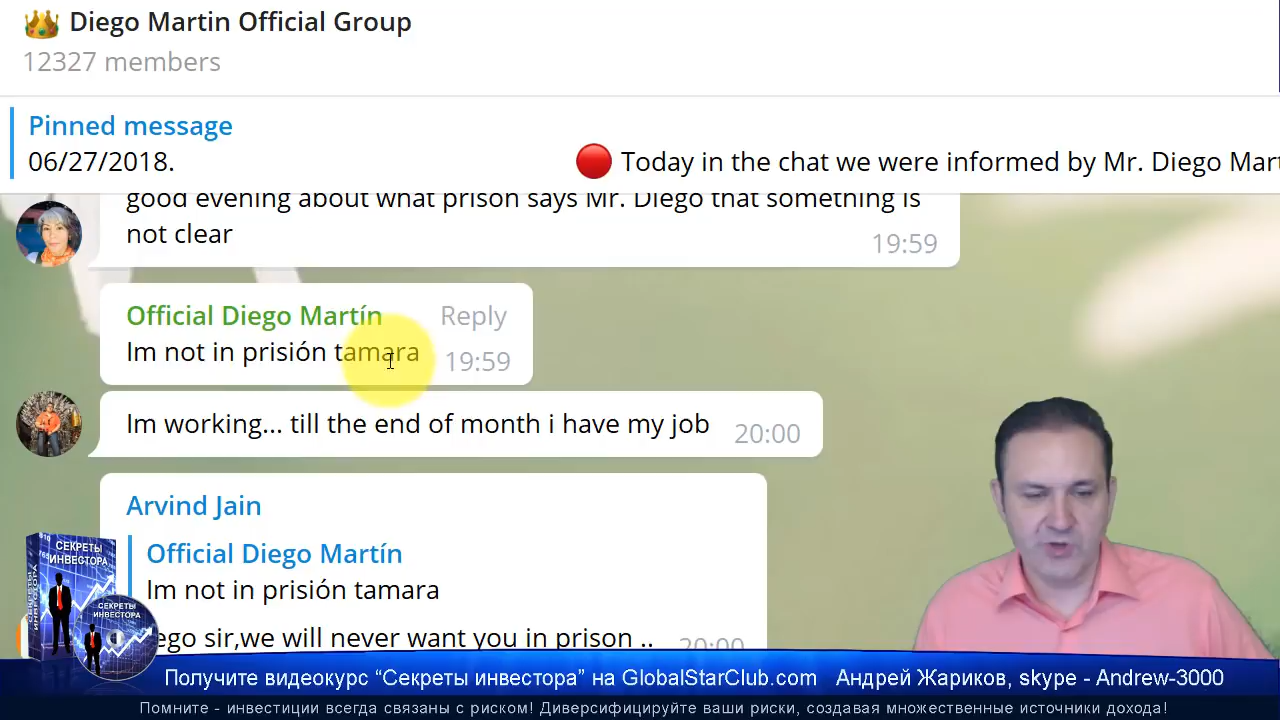 Diego Martin Official Group
12327 members
Pinned message
06/27/2018.
Today in the chat we were informed by Mr. Diego Mart
good evening about what prison says Mr. Diego that something is
not clear
19:59
Official Diego Martín
Reply
Im not in prisión tamara
19:59
Im working... till the end of month i have my job
20:00
Arvind Jain
Official Diego Martín
Im not in prisión tamara
ego sir,we will never want you in prison ..
20:00
СЕКРЕТЫ
ИНВЕСТОРА
СЕКРЕТЫ
ИНВЕСТОРА
Получите видеокурс “Секреты инвестора” на GlobalStarClub.com Андрей Жариков, skype - Andrew-3000
Помните - инвестиции всегда связаны с риском! Диверсифицируйте ваши риски, создавая множественные источники дохода!